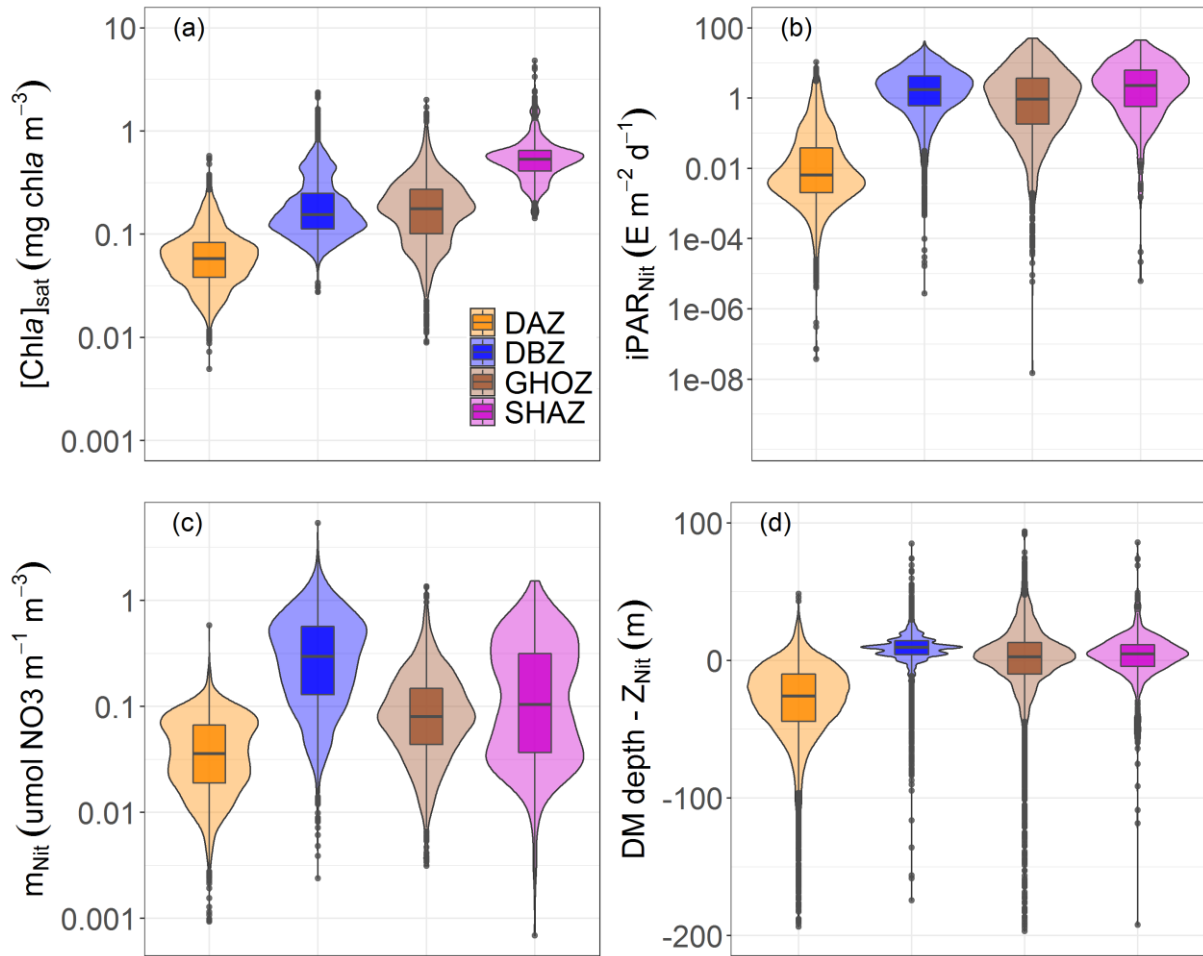 (a)
10
1
0.1
0.01
0.001
[Chla]sat (mg chla m−3)
DAZ
DBZ
GHOZ
SHAZ
(b)
100
1
0.01
1e-04
1e-06
1e-08
iPARNit (E m−2 d−1)
(c)
1
0.1
0.01
0.001
mNit (umol NO3 m−1 m−3)
(d)
100
0
-100
-200
DM depth - ZNit (m)